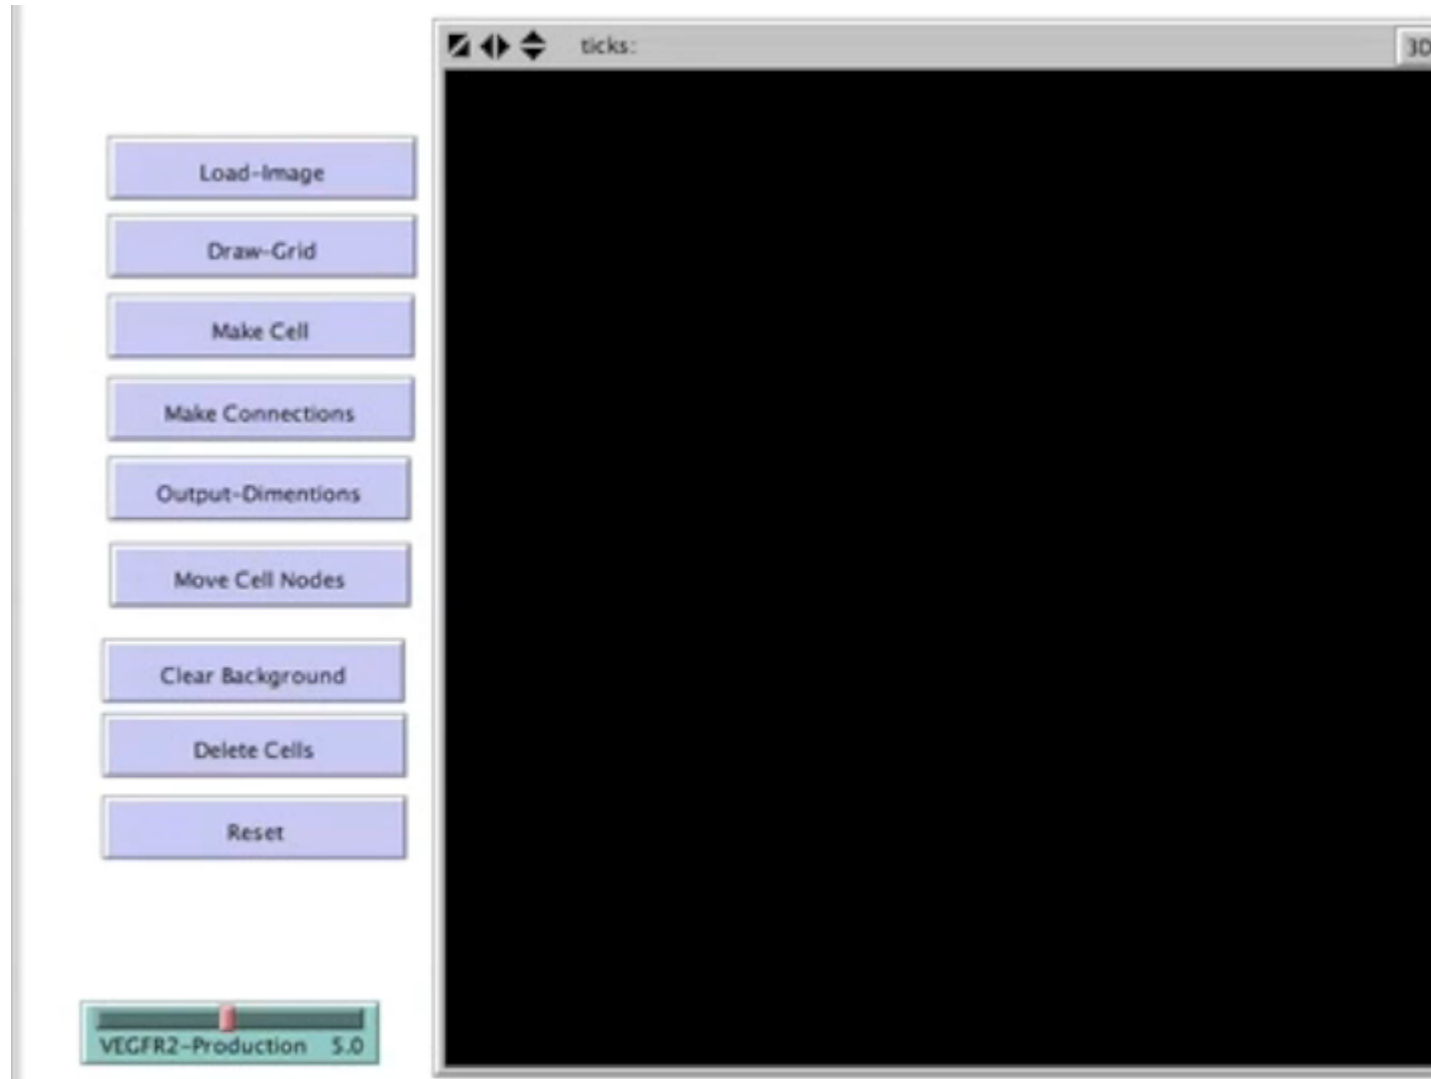 ticks:
3D
Load-Image
Draw-Grid
Make Cell
Make Connections
Output-Dimentions
Move Cell Nodes
Clear Background
Delete Cells
Reset
VEGFR2-Production 5.0